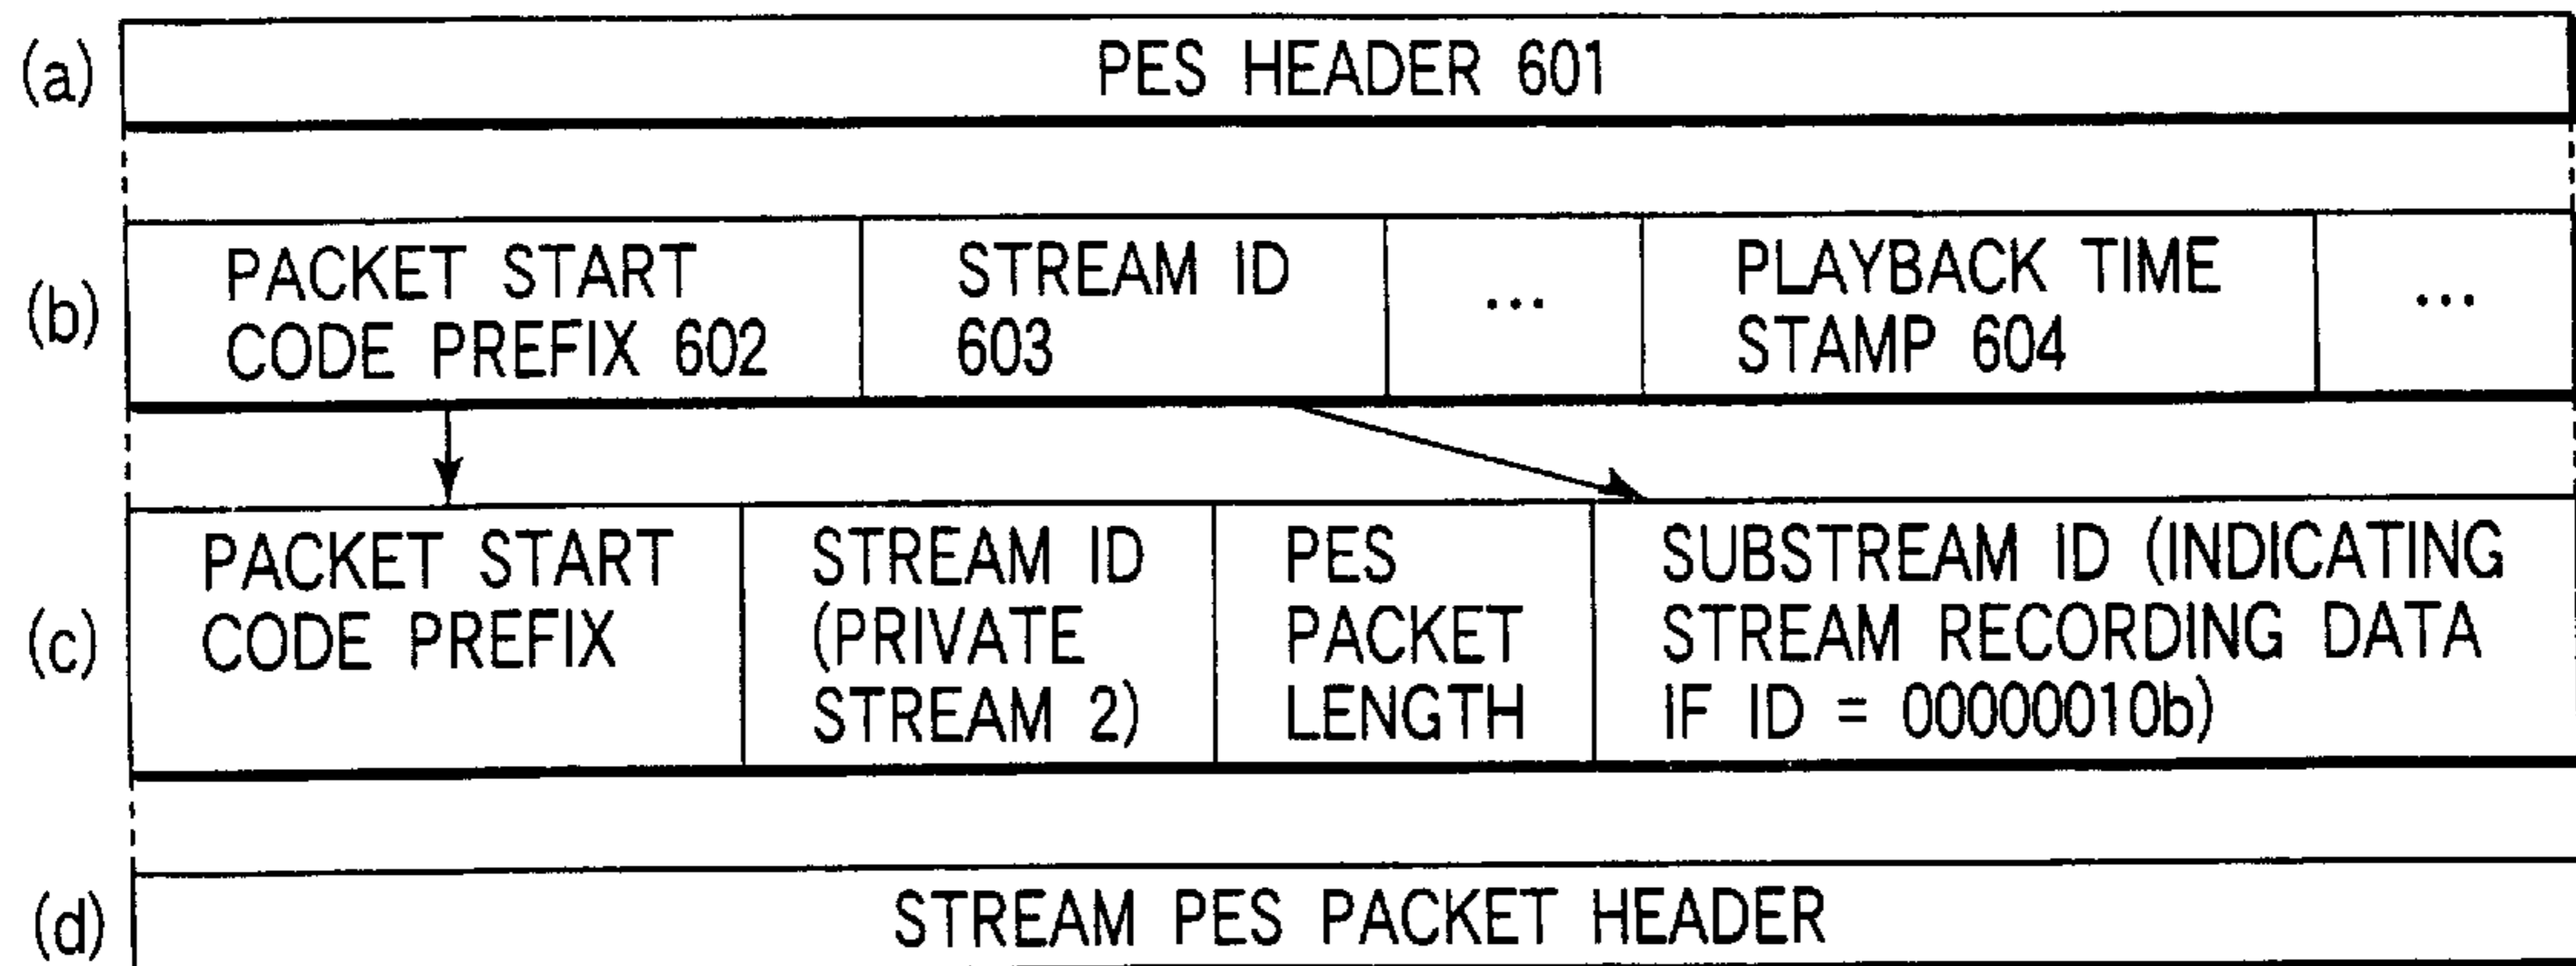 (a)
PES HEADER 601
(b)
PACKET START
CODE PREFIX 602
STREAM ID
603
...
PLAYBACK TIME
STAMP 604
...
(c)
PACKET START
CODE PREFIX
STREAM ID
(PRIVATE
STREAM 2)
PES
PACKET
LENGTH
SUBSTREAM ID (INDICATING
STREAM RECORDING DATA
IF ID = 00000010b)
(d)
STREAM PES PACKET HEADER